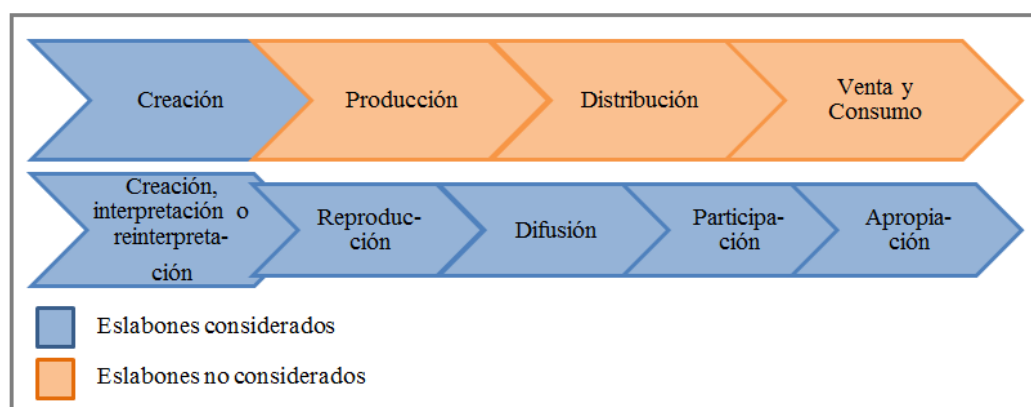 Creación
Producción
Distribución
Venta y
Consumo
Creación,
interpretación o
reinterpreta-
ción
Reproduc-
ción
Difusión
Participa-
ción
Apropia-
ción
Eslabones considerados
Eslabones no considerados